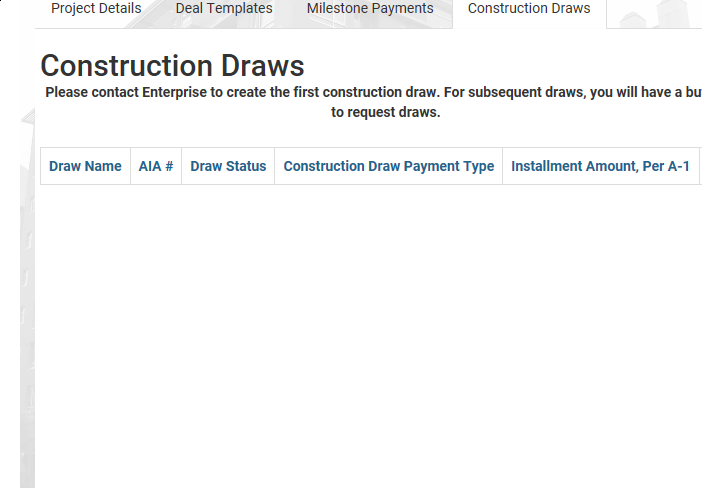 Project Details Deal Templates Milestone Payments Construction Draws
Construction Draws
Please contact Enterprise to create the first construction draw. For subsequent draws, you will have a bu
to request draws.
Draw Name AIA # Draw Status Construction Draw Payment Type Installment Amount, Per A-1